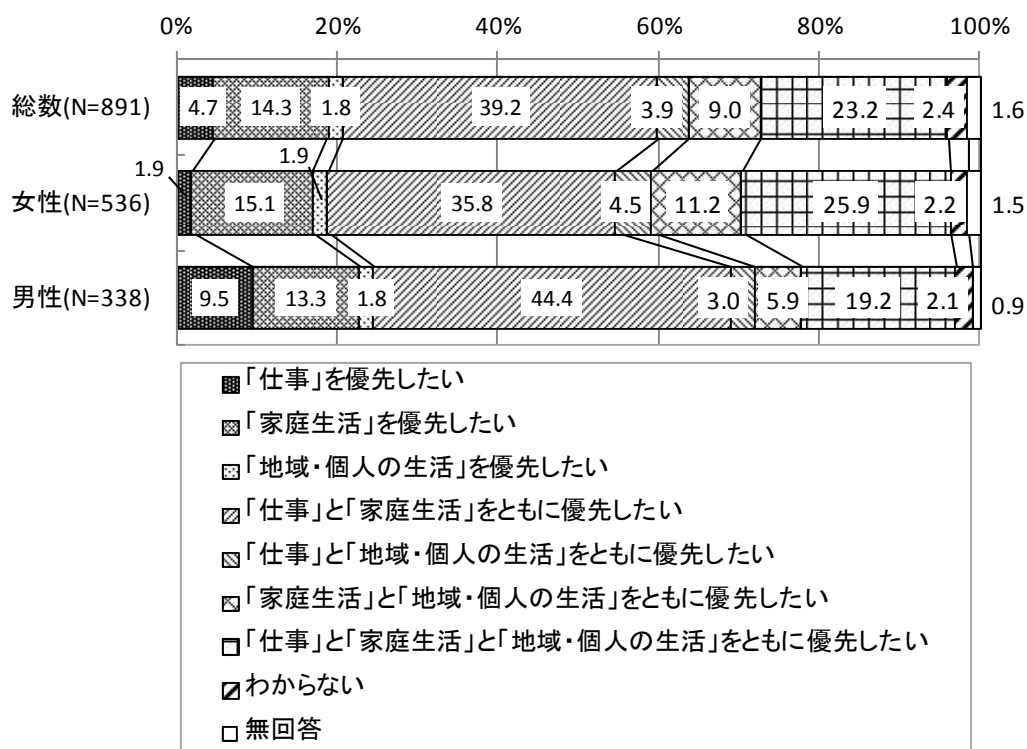 0% 20% 40% 60% 80% 100%
総数(N=891) 4.7 14.3 1.8 39.2 3.9 9.0 23.2 2.4 1.6
女性(N=536) 1.9 15.1 1.9 35.8 4.5 11.2 25.9 2.2 1.5
男性(N=338) 9.5 13.3 1.8 44.4 3.0 5.9 19.2 2.1 0.9
「仕事」を優先したい
「家庭生活」を優先したい
「地域・個人の生活」を優先したい
「仕事」と「家庭生活」をともに優先したい
「仕事」と「地域・個人の生活」をともに優先したい
「家庭生活」と「地域・個人の生活」をともに優先したい
「仕事」と「家庭生活」と「地域・個人の生活」をともに優先したい
わからない
無回答